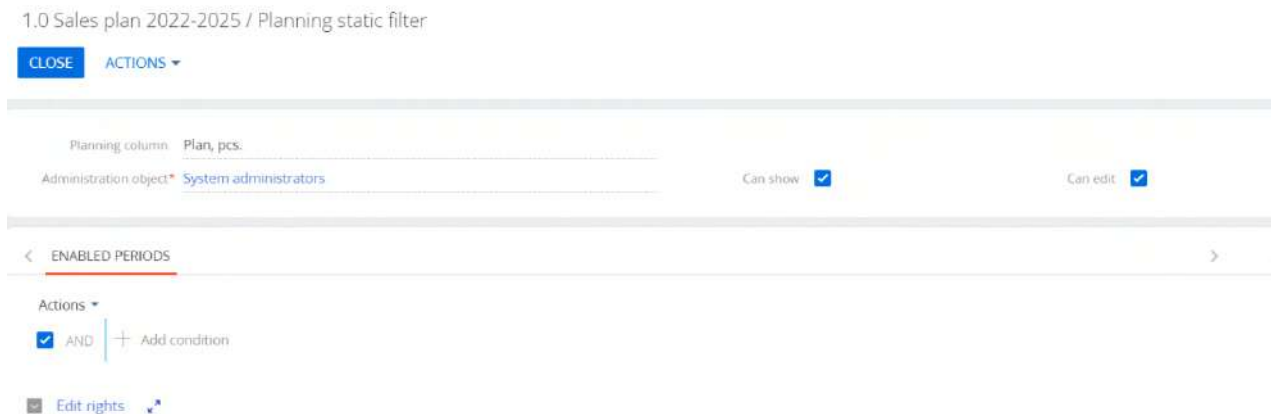 1.0 Sales plan 2022-2025 / Planning static filter
CLOSE ACTIONS
Planning column Plan, pcs.
Administration object* System administrators Can show Can edit
ENABLED PERIODS
Actions
AND Add condition
Edit rights